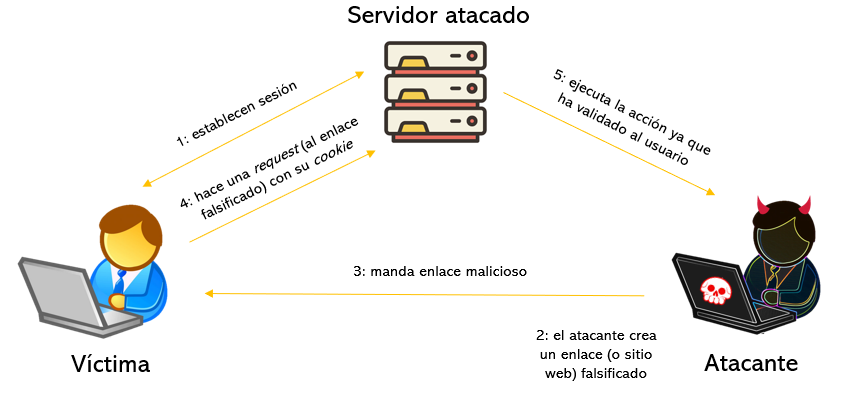 Servidor atacado
1: establecen sesión
4: hace una request (al enlace
falsificado) con su cookie
5: ejecuta la acción ya que
ha validado al usuario
3: manda enlace malicioso
2: el atacante crea
un enlace (o sitio
web) falsificado
Víctima
Atacante